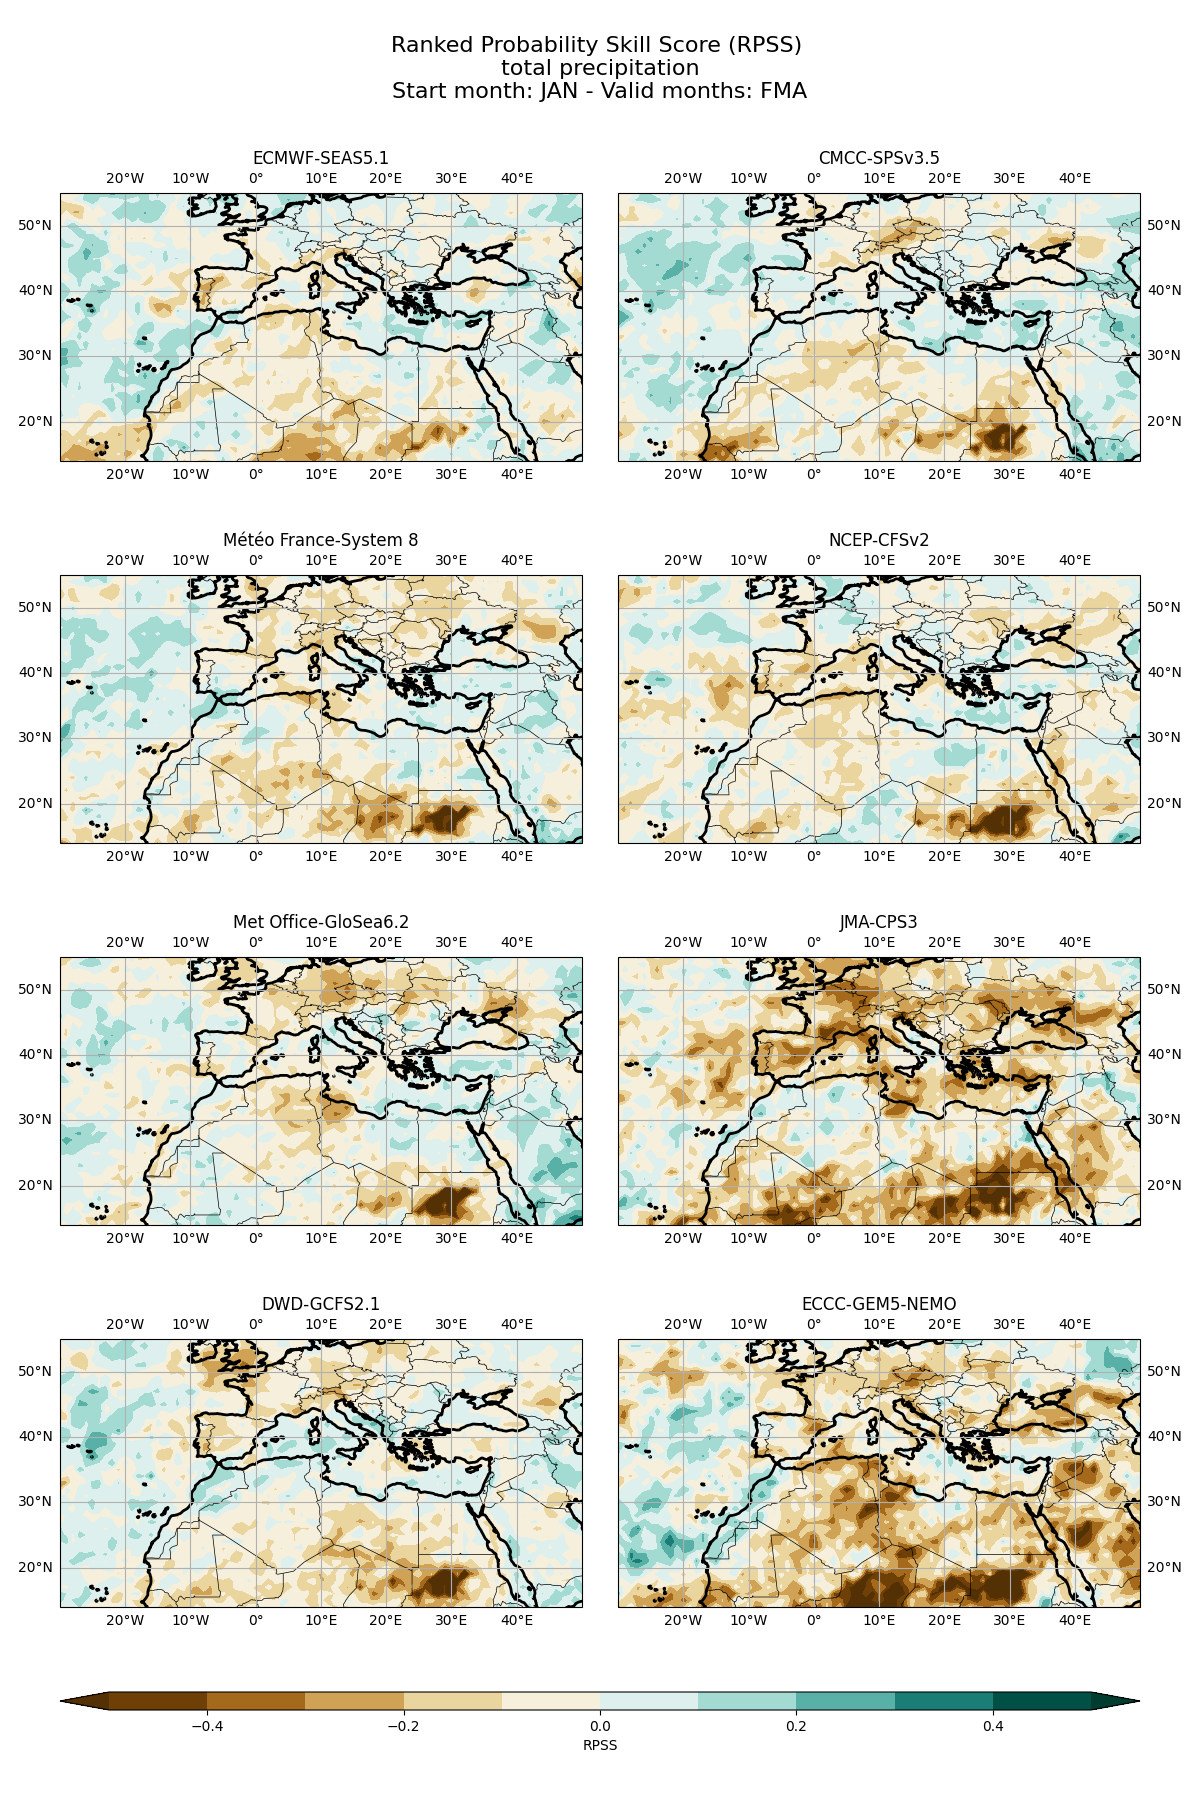 Ranked Probability Skill Score (RPSS)
total precipitation
Start month: JAN - Valid months: FMA
ECMWF-SEAS5.1
CMCC-SPSv3.5
20°W 10°W 0° 10°E 20°E 30°E 40°E
20°W 10°W 0° 10°E 20°E 30°E 40°E
50°N
50°N
40°N
40°N
30°N
30°N
20°N
20°N
20°W 10°W 0° 10°E 20°E 30°E 40°E
20°W 10°W 0° 10°E 20°E 30°E 40°E
Météo France-System 8
NCEP-CFSv2
20°W 10°W 0° 10°E 20°E 30°E 40°E
20°W 10°W 0° 10°E 20°E 30°E 40°E
50°N
50°N
40°N
40°N
30°N
30°N
20°N
20°N
20°W 10°W 0° 10°E 20°E 30°E 40°E
20°W 10°W 0° 10°E 20°E 30°E 40°E
Met Office-GloSea6.2
JMA-CPS3
20°W 10°W 0° 10°E 20°E 30°E 40°E
20°W 10°W 0° 10°E 20°E 30°E 40°E
50°N
50°N
40°N
40°N
30°N
30°N
20°N
20°N
20°W 10°W 0° 10°E 20°E 30°E 40°E
20°W 10°W 0° 10°E 20°E 30°E 40°E
DWD-GCFS2.1
ECCC-GEM5-NEMO
20°W 10°W 0° 10°E 20°E 30°E 40°E
20°W 10°W 0° 10°E 20°E 30°E 40°E
50°N
50°N
40°N
40°N
30°N
30°N
20°N
20°N
20°W 10°W 0° 10°E 20°E 30°E 40°E
20°W 10°W 0° 10°E 20°E 30°E 40°E
−0.4 −0.2 0.0 0.2 0.4
RPSS